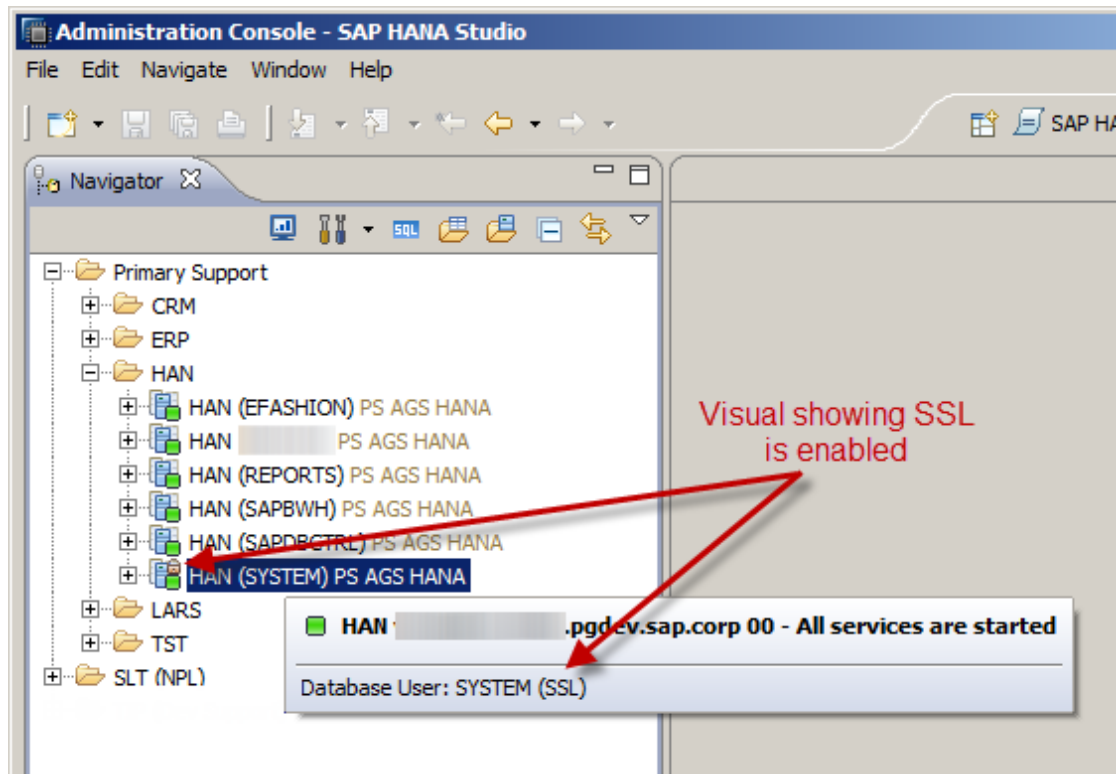 Administration Console - SAP HANA Studio
File Edit Navigate Window Help
SAP HA
Navigator
SQL
Primary Support
CRM
ERP
HAN
HAN (EFASHION) PS AGS HANA
HAN PS AGS HANA
HAN (REPORTS) PS AGS HANA
HAN (SAPBWH) PS AGS HANA
HAN (SAPDBCTRL) PS AGS HANA
HAN (SYSTEM) PS AGS HANA
LARS
TST
SLT (NPL)
Visual showing SSL
is enabled
HAN .pgdev.sap.corp 00 - All services are started
Database User: SYSTEM (SSL)